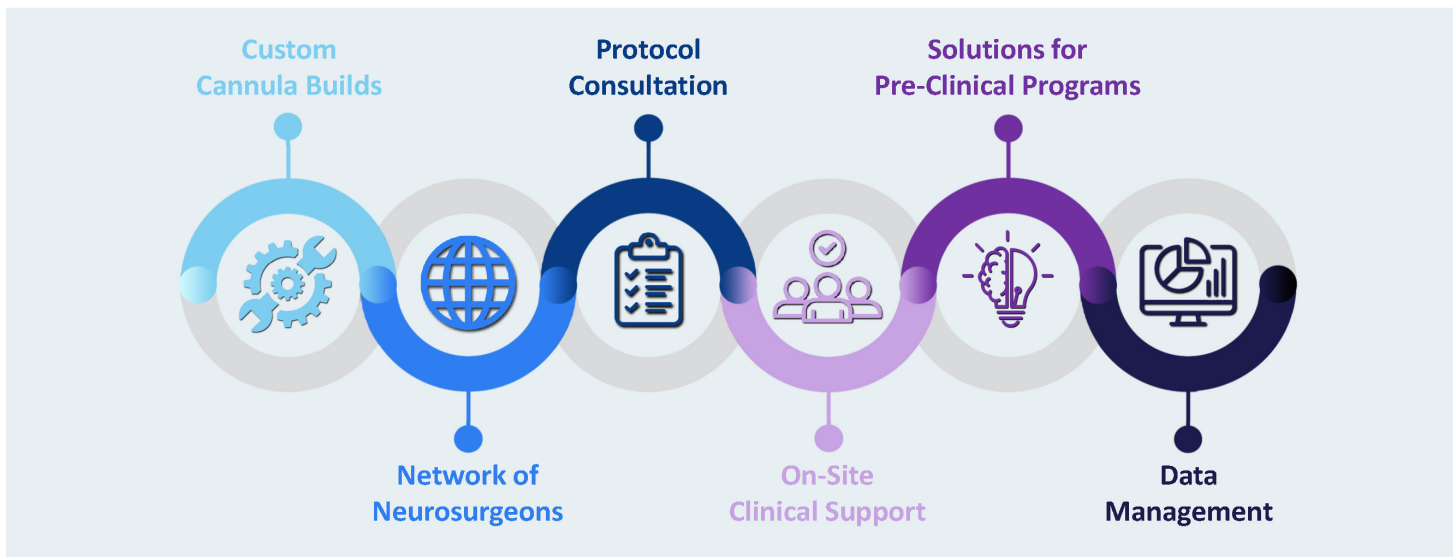 Custom
Cannula Builds
Protocol
Consultation
Solutions for
Pre-Clinical Programs
Network of
Neurosurgeons
On-Site
Clinical Support
Data
Management